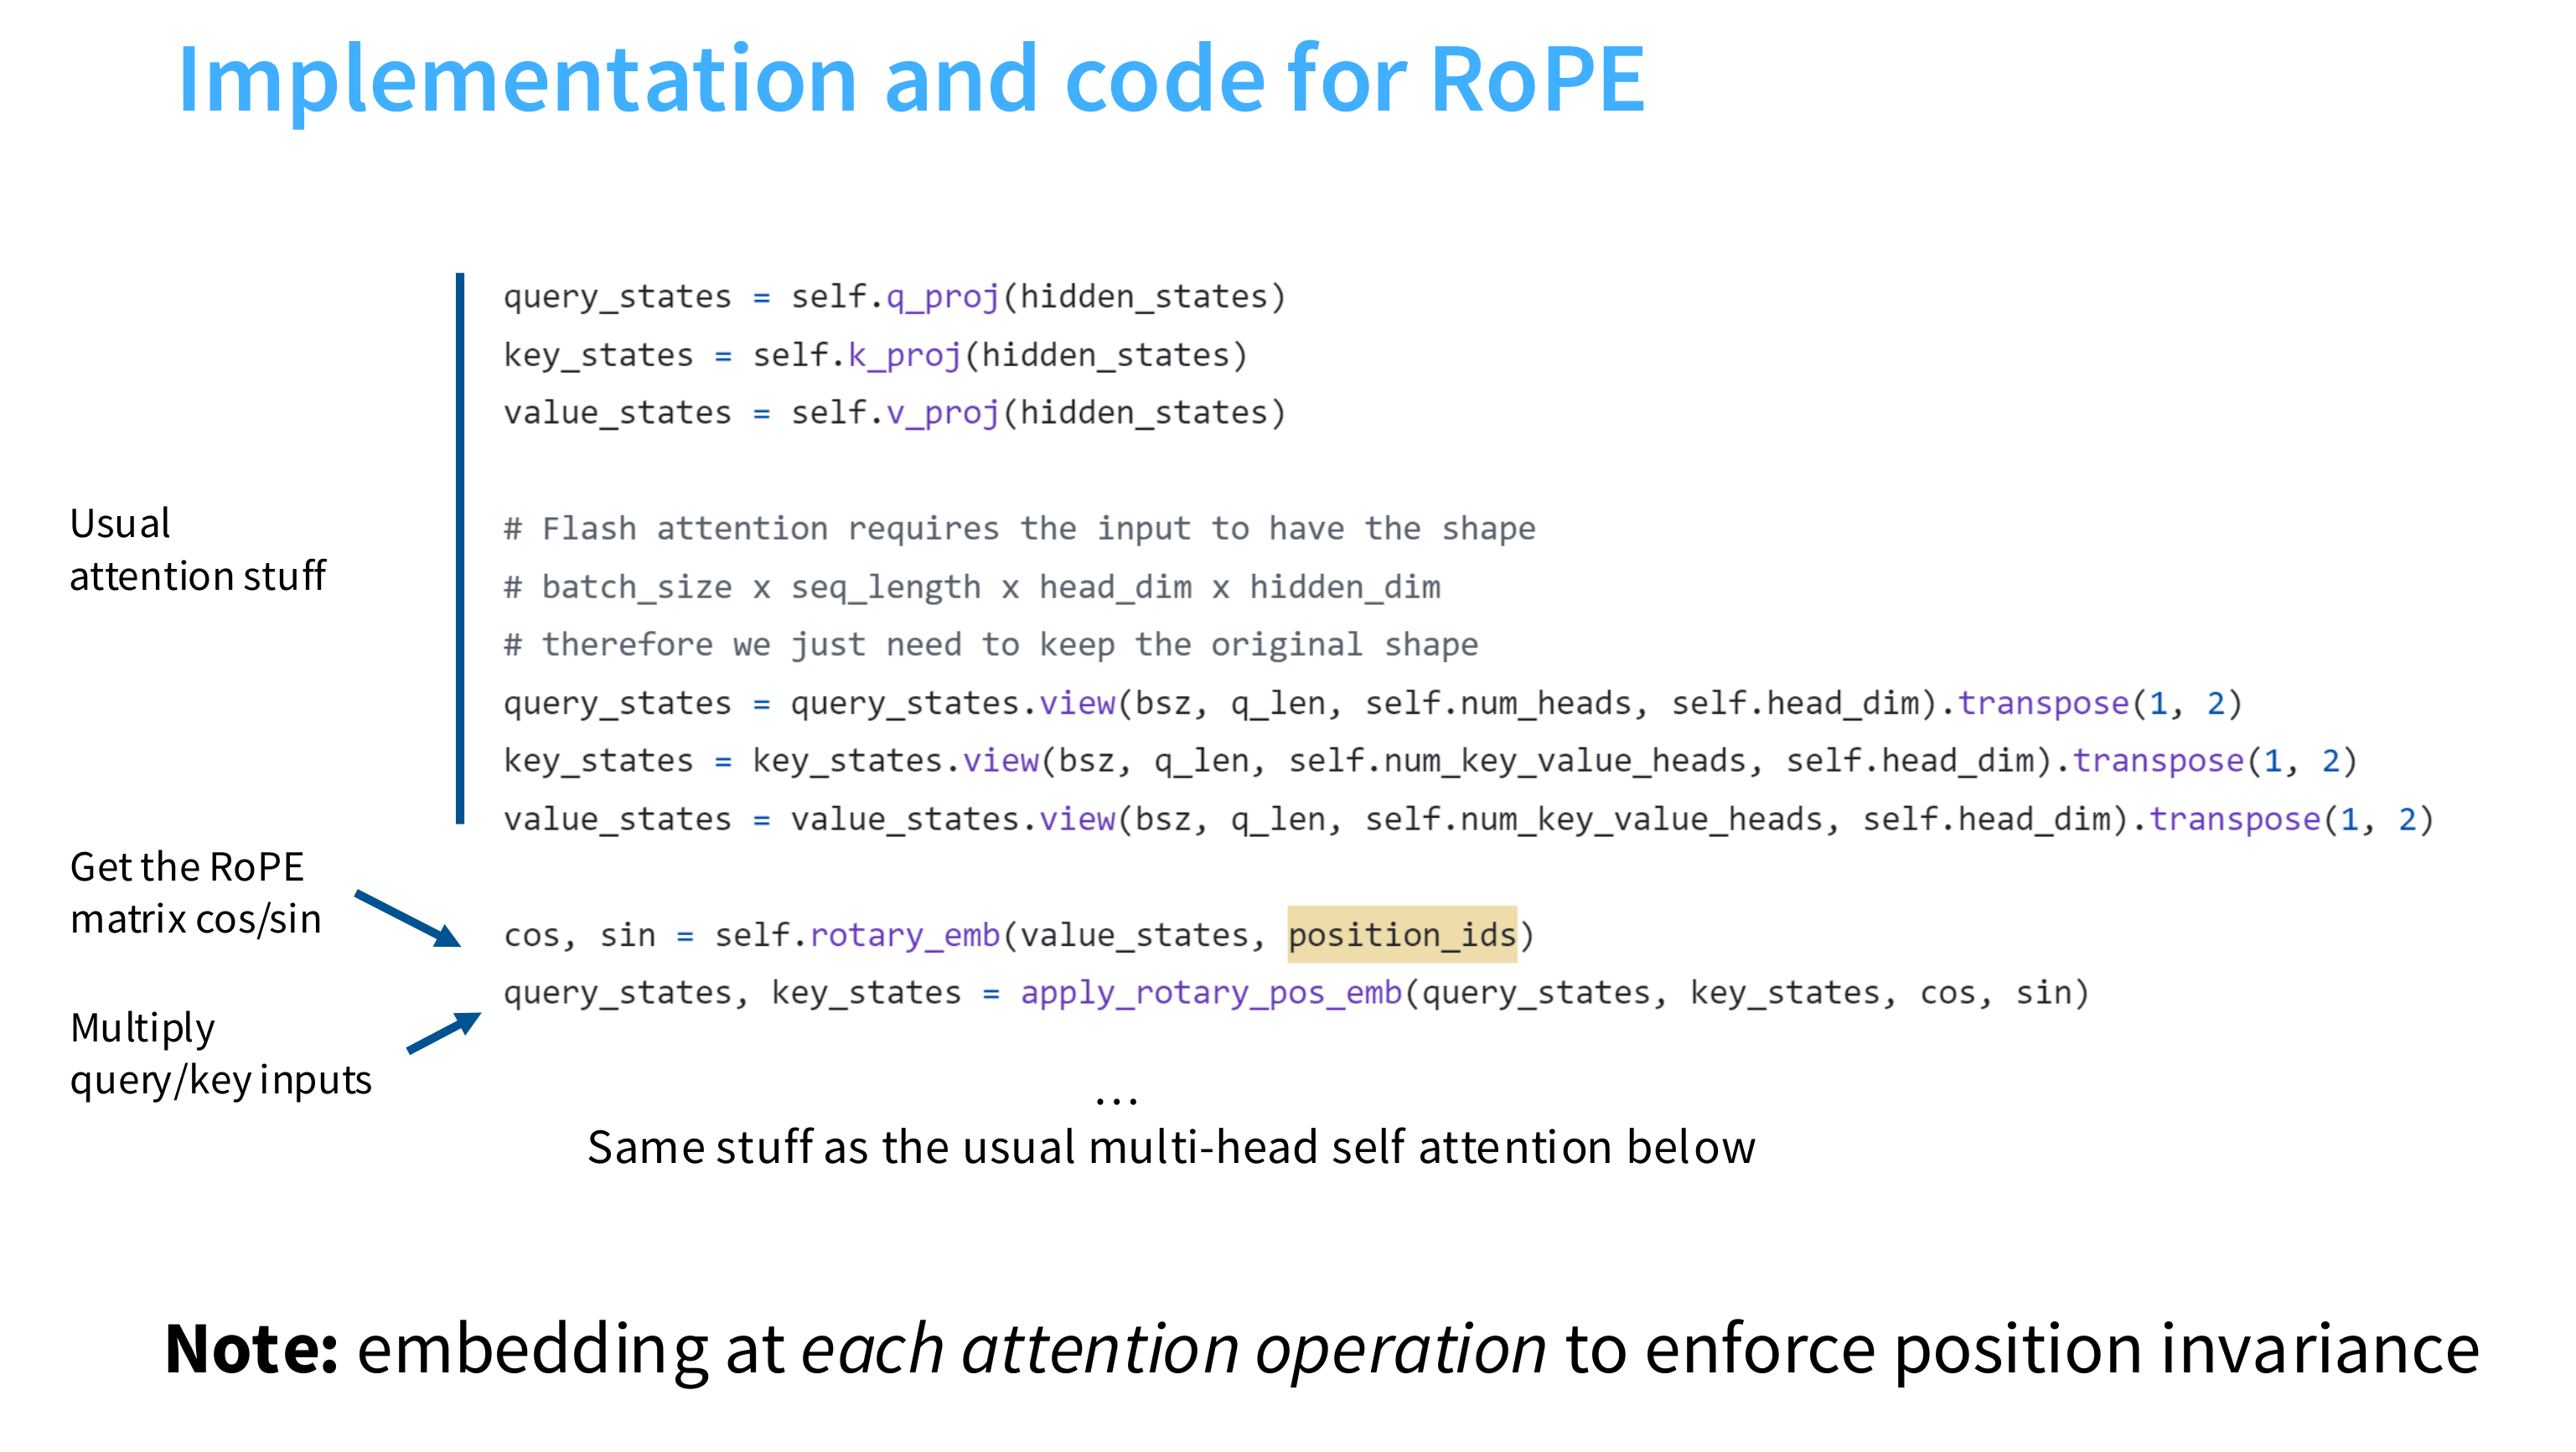 Implementation and code for RoPE
query_states = self.q_proj(hidden_states)
key_states = self.k_proj(hidden_states)
value_states = self.v_proj(hidden_states)
Usual
attention stuff
# Flash attention requires the input to have the shape
# batch_size x seq_length x head_dim x hidden_dim
# therefore we just need to keep the original shape
query_states = query_states.view(bsz, q_len, self.num_heads, self.head_dim).transpose(1, 2)
key_states = key_states.view(bsz, q_len, self.num_key_value_heads, self.head_dim).transpose(1, 2)
value_states = value_states.view(bsz, q_len, self.num_key_value_heads, self.head_dim).transpose(1, 2)
Get the RoPE
matrix cos/sin
cos, sin = self.rotary_emb(value_states, position_ids)
query_states, key_states = apply_rotary_pos_emb(query_states, key_states, cos, sin)
Multiply
query/key inputs
…
Same stuff as the usual multi-head self attention below
Note: embedding at each attention operation to enforce position invariance